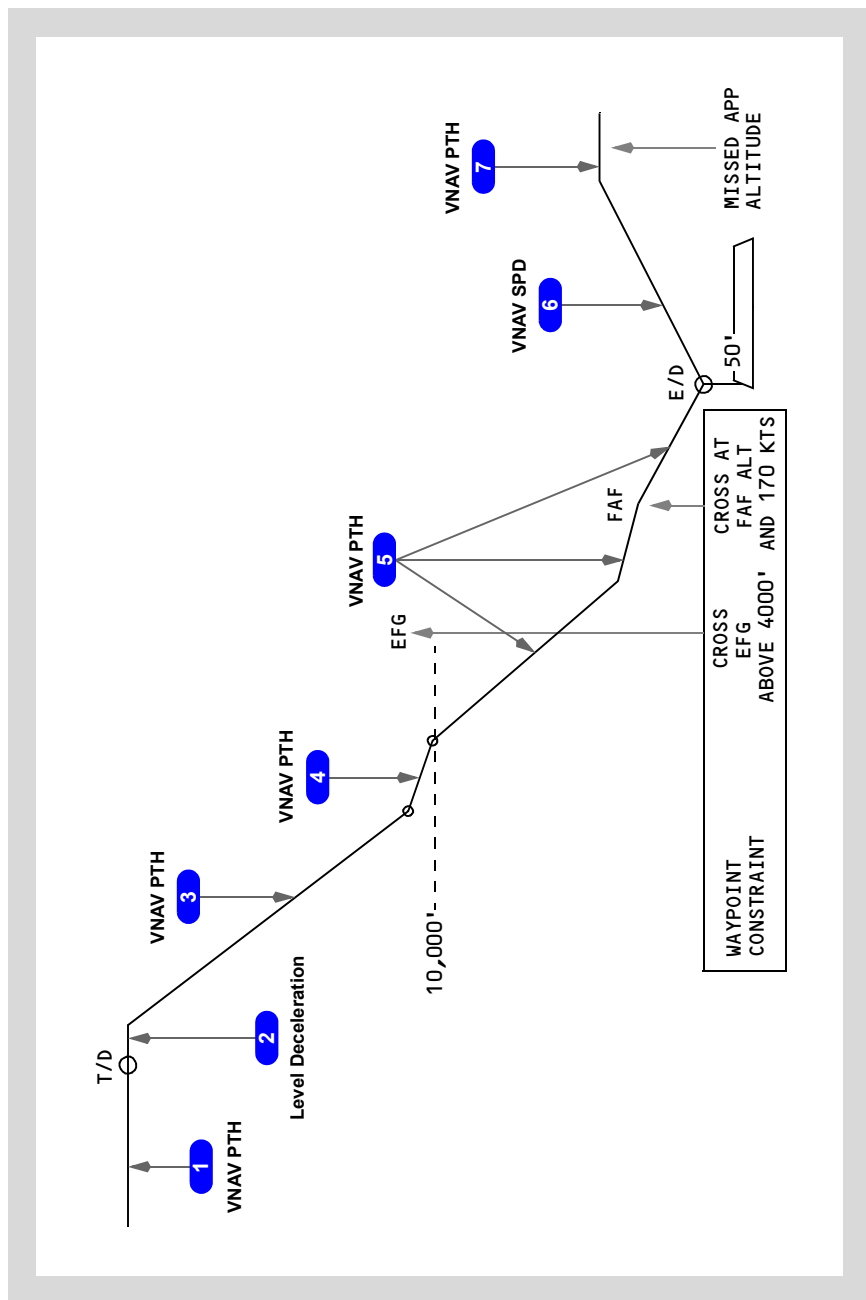 T/D
1
VNAV PTH
2
Level Deceleration
VNAV PTH
3
10,000'
VNAV PTH
4
EFG
VNAV PTH
5
FAF
E/D
50'
VNAV SPD
6
VNAV PTH
7
MISSED APP
ALTITUDE
WAYPOINT
CONSTRAINT
CROSS
EFG
ABOVE 4000'
CROSS AT
FAF ALT
AND 170 KTS